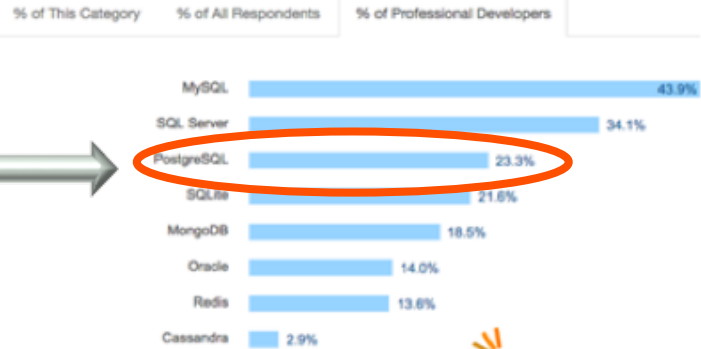 % of This Category % of All Respondents % of Professional Developers
MySQL 43.9%
SQL Server 34.1%
PostgreSQL 23.3%
SQLite 21.6%
MongoDB 18.5%
Oracle 14.0%
Redis 13.6%
Cassandra 2.9%